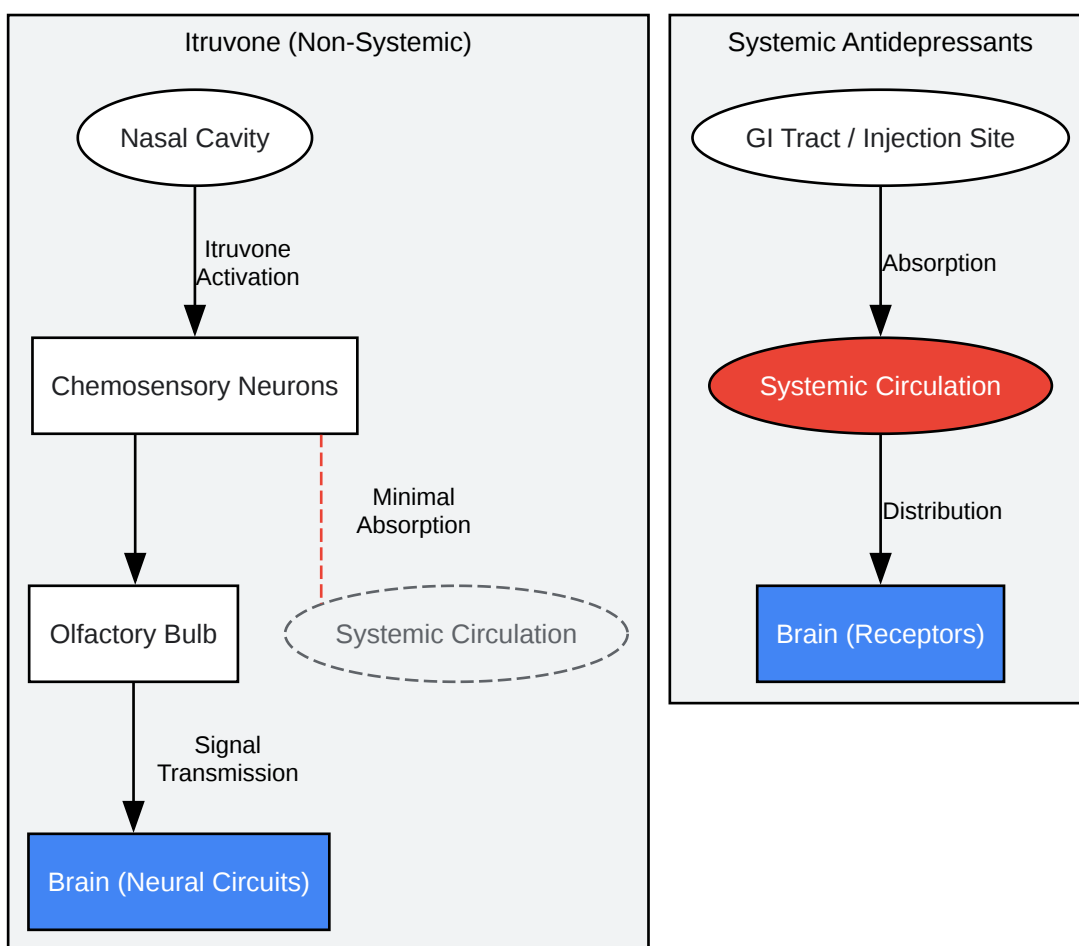 Itruvone (Non-Systemic)
Nasal Cavity
Itruvone
Activation
Chemosensory Neurons
Minimal
Absorption
Olfactory Bulb
Systemic Circulation
Signal
Transmission
Brain (Neural Circuits)
Systemic Antidepressants
GI Tract / Injection Site
Absorption
Systemic Circulation
Distribution
Brain (Receptors)